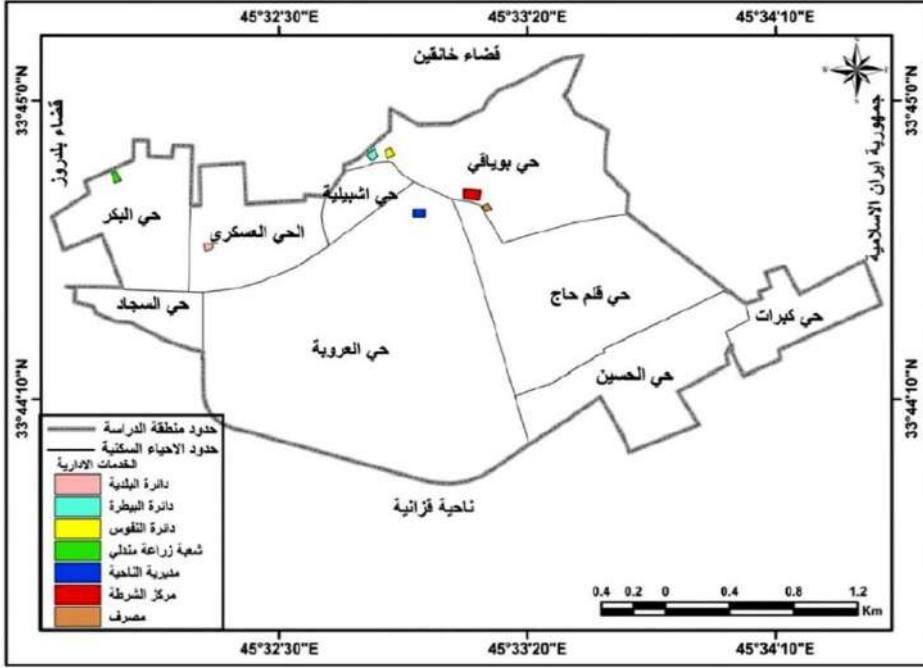 45°32'30"E 45°33'20"E 45°34'10"E
قضاء خانقين
33°45'0"N
33°45'0"N
قضاء بلدروز
جمهورية ايران الاسلامية
حي بويافي
حي اشبيلية
حي البكر
الحي العسكري
حي السجاد
حي قلم حاج
حي كبرات
حي العروبة
حي الحسين
33°44'10"N
33°44'10"N
حدود منطقة الدراسة
حدود الاحياء السكنية
الخدمات الادارية
دائرة البلدية
دائرة البيطرة
دائرة النفوس
شعبة زراعة مندلي
مديرية الناحية
مركز الشرطة
مصرف
ناحية قزانية
0.4 0.2 0 0.4 0.8 1.2
Km
45°32'30"E 45°33'20"E 45°34'10"E